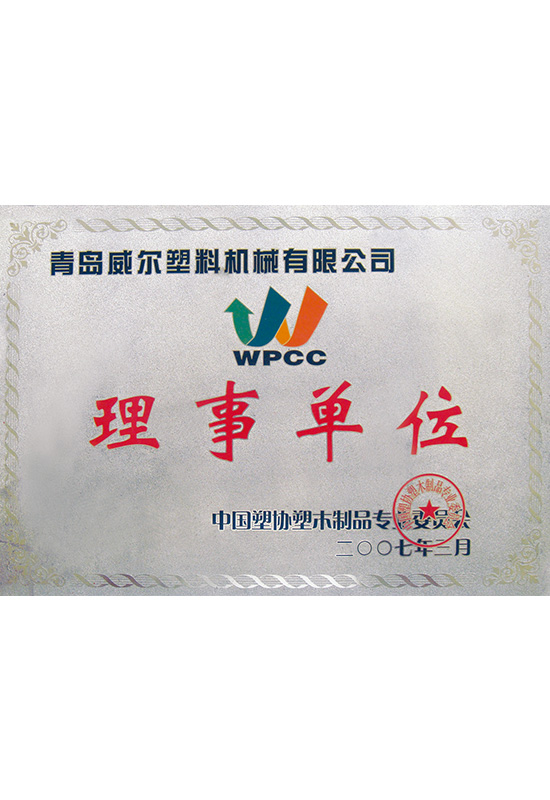 青岛威尔塑料机械有限公司
WPCC
理事单位
中国塑协塑木制品专业委员会
二〇〇七年三月